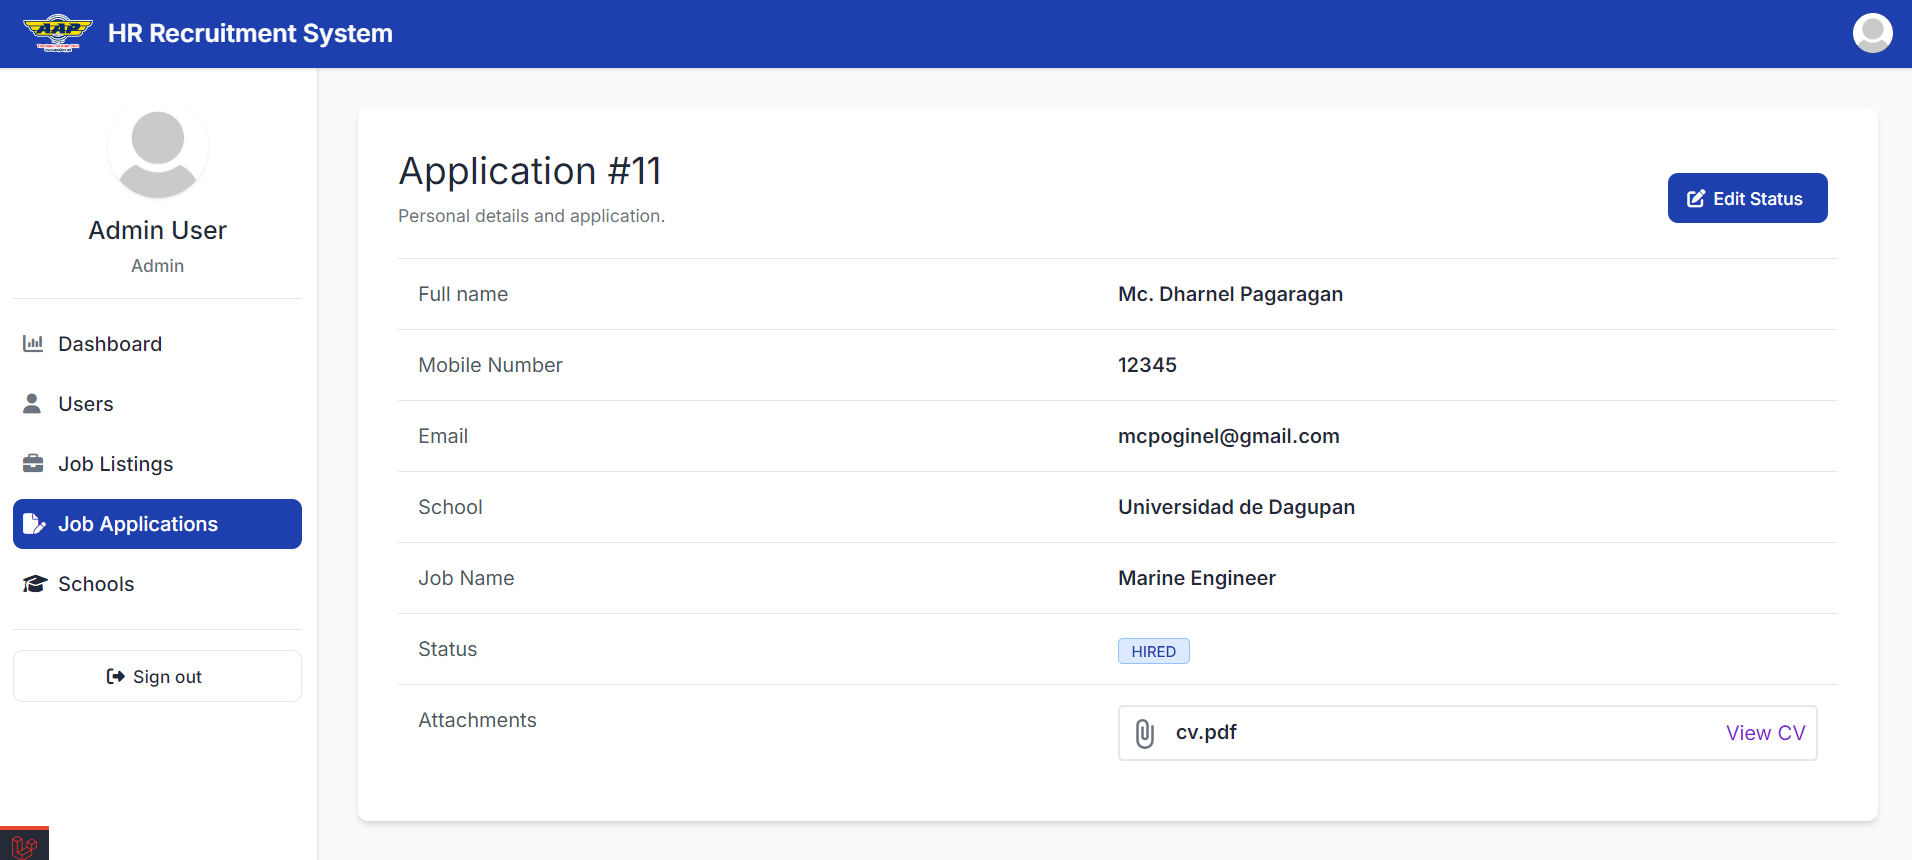 AAP
HR Recruitment System
Admin User
Admin
Dashboard
Users
Job Listings
Job Applications
Schools
Sign out
Application #11
Personal details and application.
Edit Status
Full name Mc. Dharnel Pagaragan
Mobile Number 12345
Email mcpoginel@gmail.com
School Universidad de Dagupan
Job Name Marine Engineer
Status HIRED
Attachments cv.pdf View CV